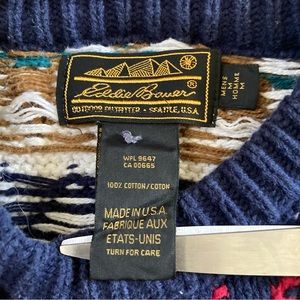 Eddie Bauer®
OUTDOOR OUTFITTER • SEATTLE, U.S.A.
MENS
M
HOMME
M
WPL 9647
CA 00665
100% COTTON/COTON
MADE IN U.S.A
FABRIQUE AUX
ETATS-UNIS
TURN FOR CARE